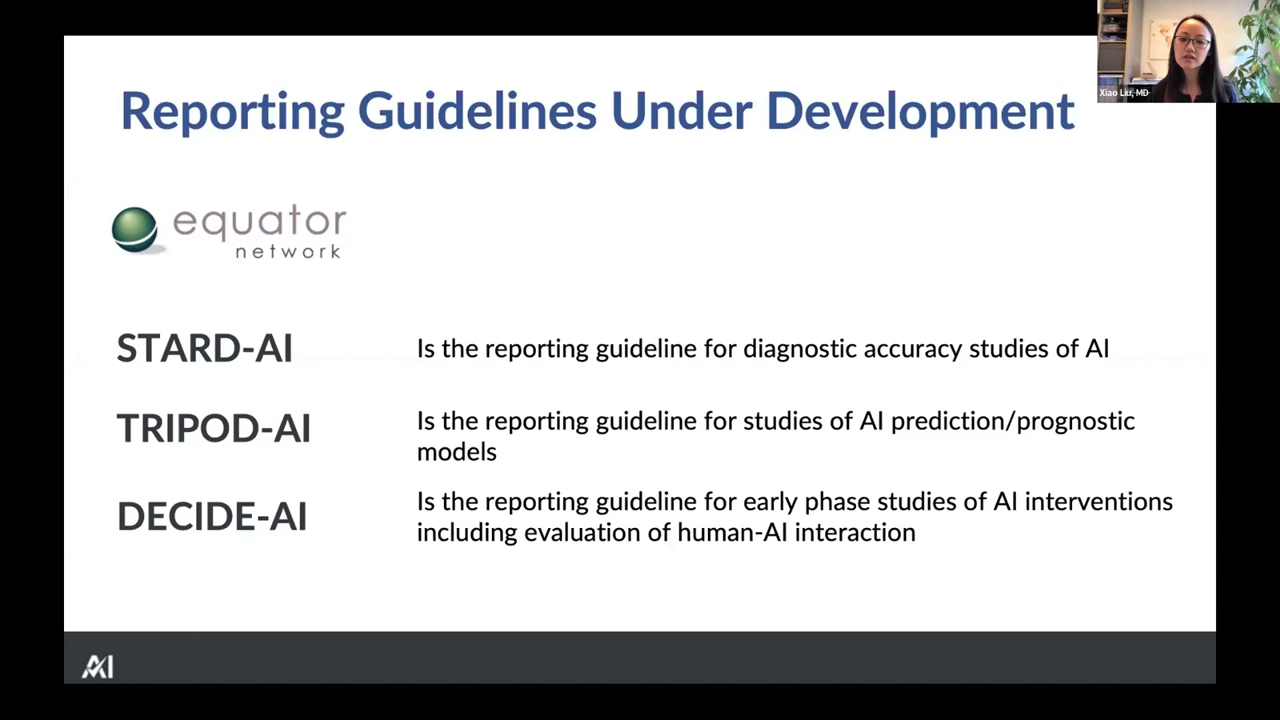 Xiao Liu, MD
Reporting Guidelines Under Development
equator
network
STARD-AI
Is the reporting guideline for diagnostic accuracy studies of AI
TRIPOD-AI
Is the reporting guideline for studies of AI prediction/prognostic
models
DECIDE-AI
Is the reporting guideline for early phase studies of AI interventions
including evaluation of human-AI interaction
AI